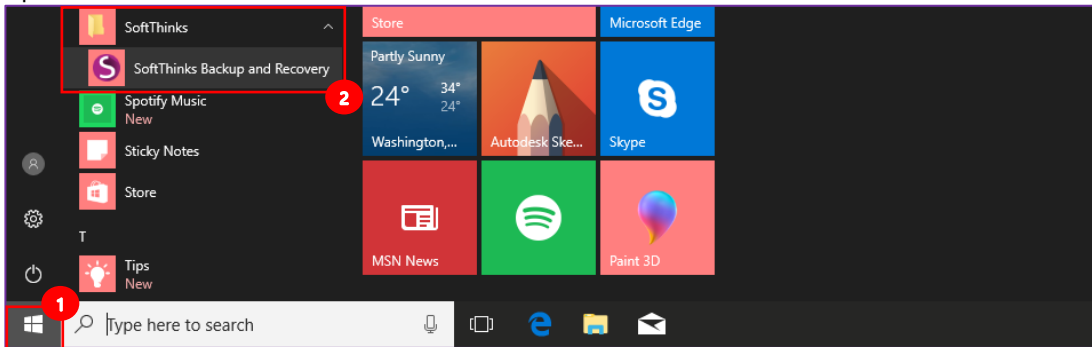 SoftThinks
SoftThinks Backup and Recovery
2
Spotify Music
New
Sticky Notes
Store
T
Tips
New
Store
Microsoft Edge
Partly Sunny
24° 34°
24°
Washington,...
Autodesk Ske...
Skype
MSN News
Paint 3D
1
Type here to search